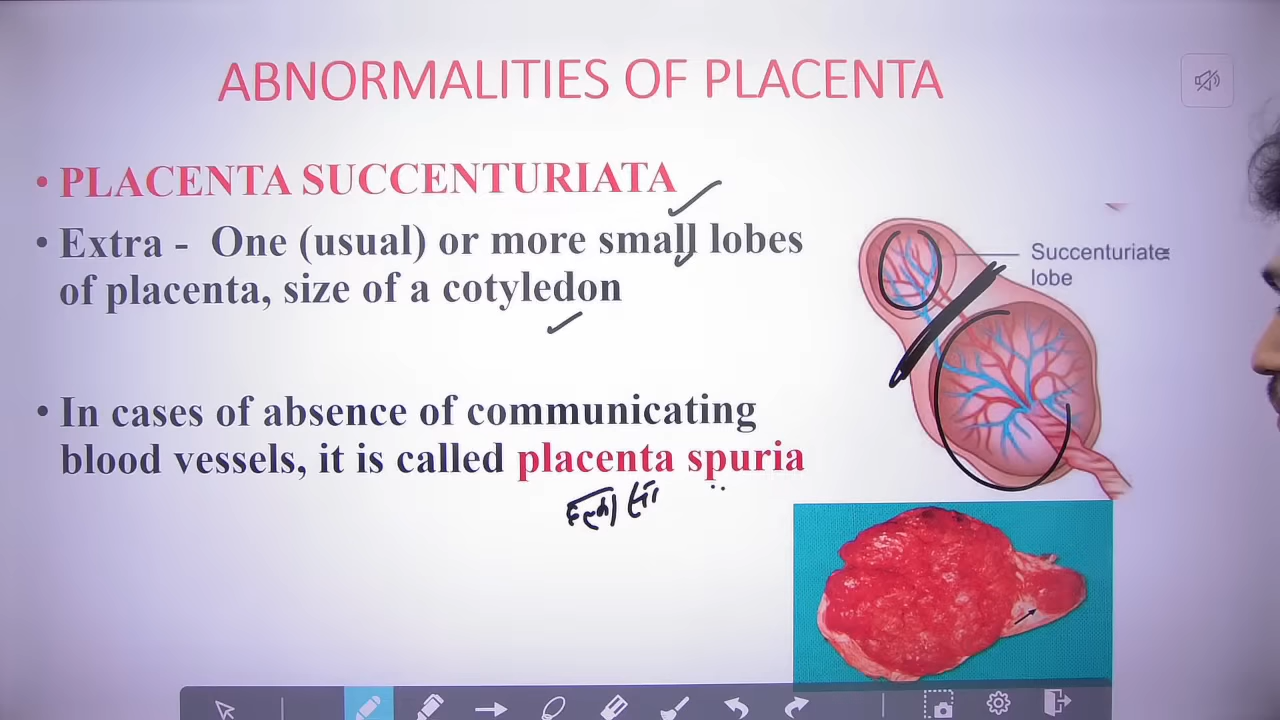 ABNORMALITIES OF PLACENTA
• PLACENTA SUCCENTURIATA
• Extra - One (usual) or more small lobes
of placenta, size of a cotyledon
• In cases of absence of communicating
blood vessels, it is called placenta spuria
Succenturiate
lobe